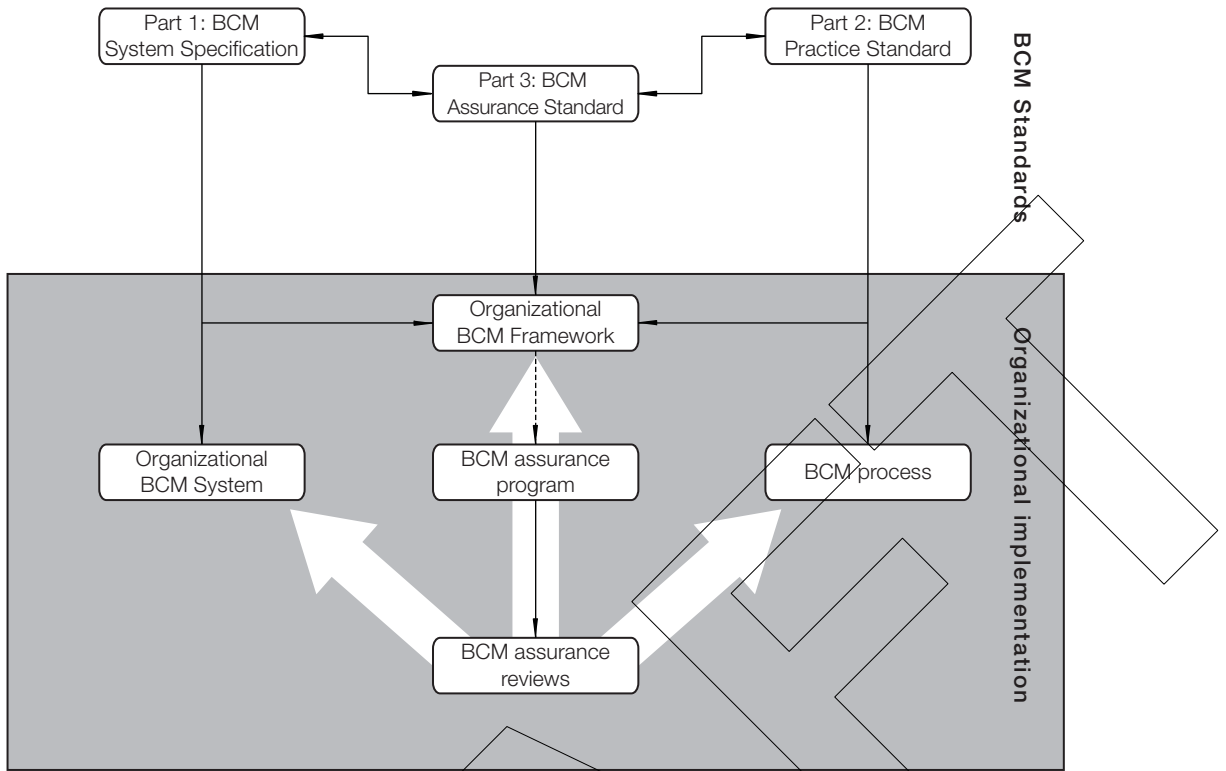 Part 1: BCM
System Specification
Part 2: BCM
Practice Standard
Part 3: BCM
Assurance Standard
BCM Standards
Organizational
BCM Framework
Organizational implementation
Organizational
BCM System
BCM assurance
program
BCM process
BCM assurance
reviews